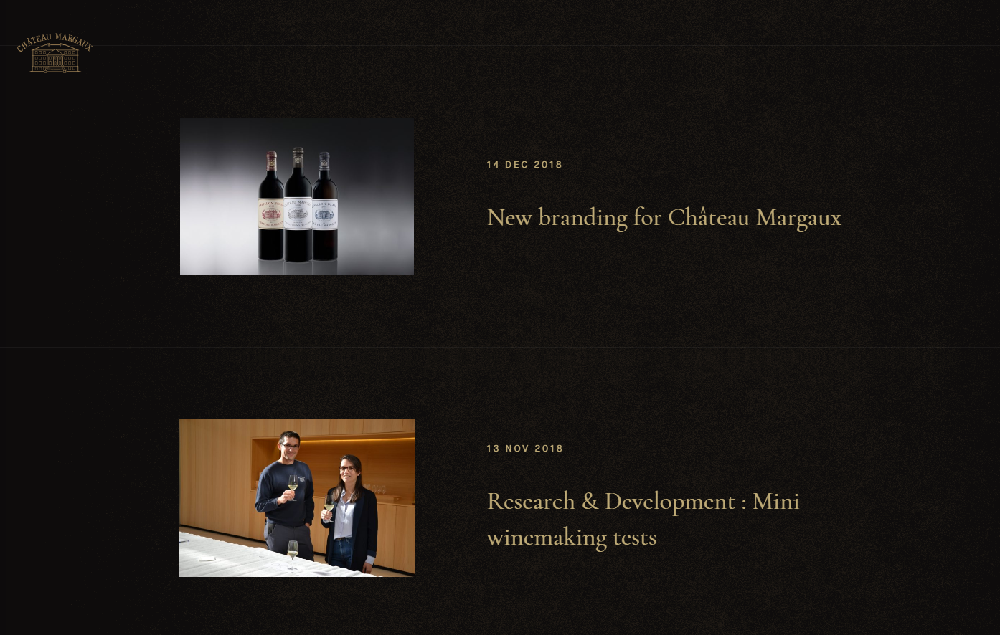 CHÂTEAU MARGAUX
14 DEC 2018
New branding for Château Margaux
13 NOV 2018
Research & Development : Mini
winemaking tests